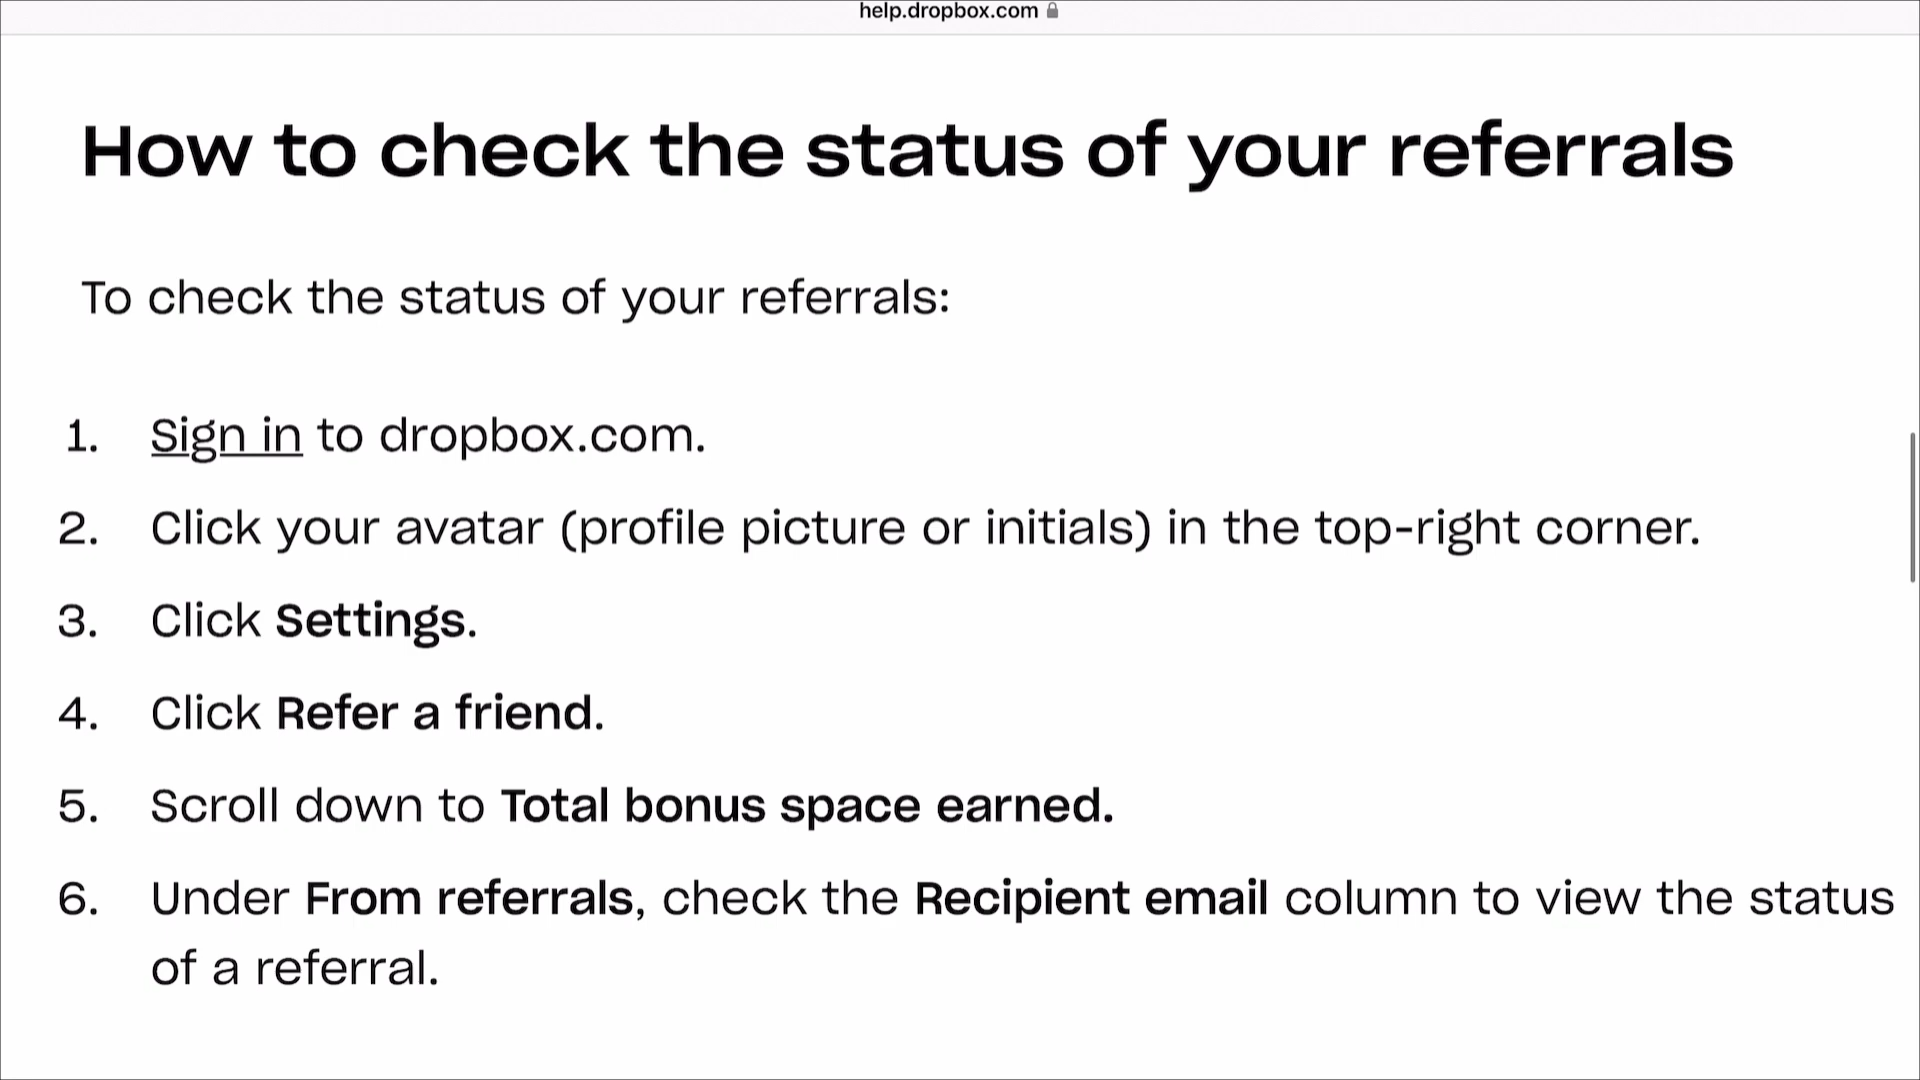 help.dropbox.com
How to check the status of your referrals
To check the status of your referrals:
1. Sign in to dropbox.com.
2. Click your avatar (profile picture or initials) in the top-right corner.
3. Click Settings.
4. Click Refer a friend.
5. Scroll down to Total bonus space earned.
6. Under From referrals, check the Recipient email column to view the status
of a referral.